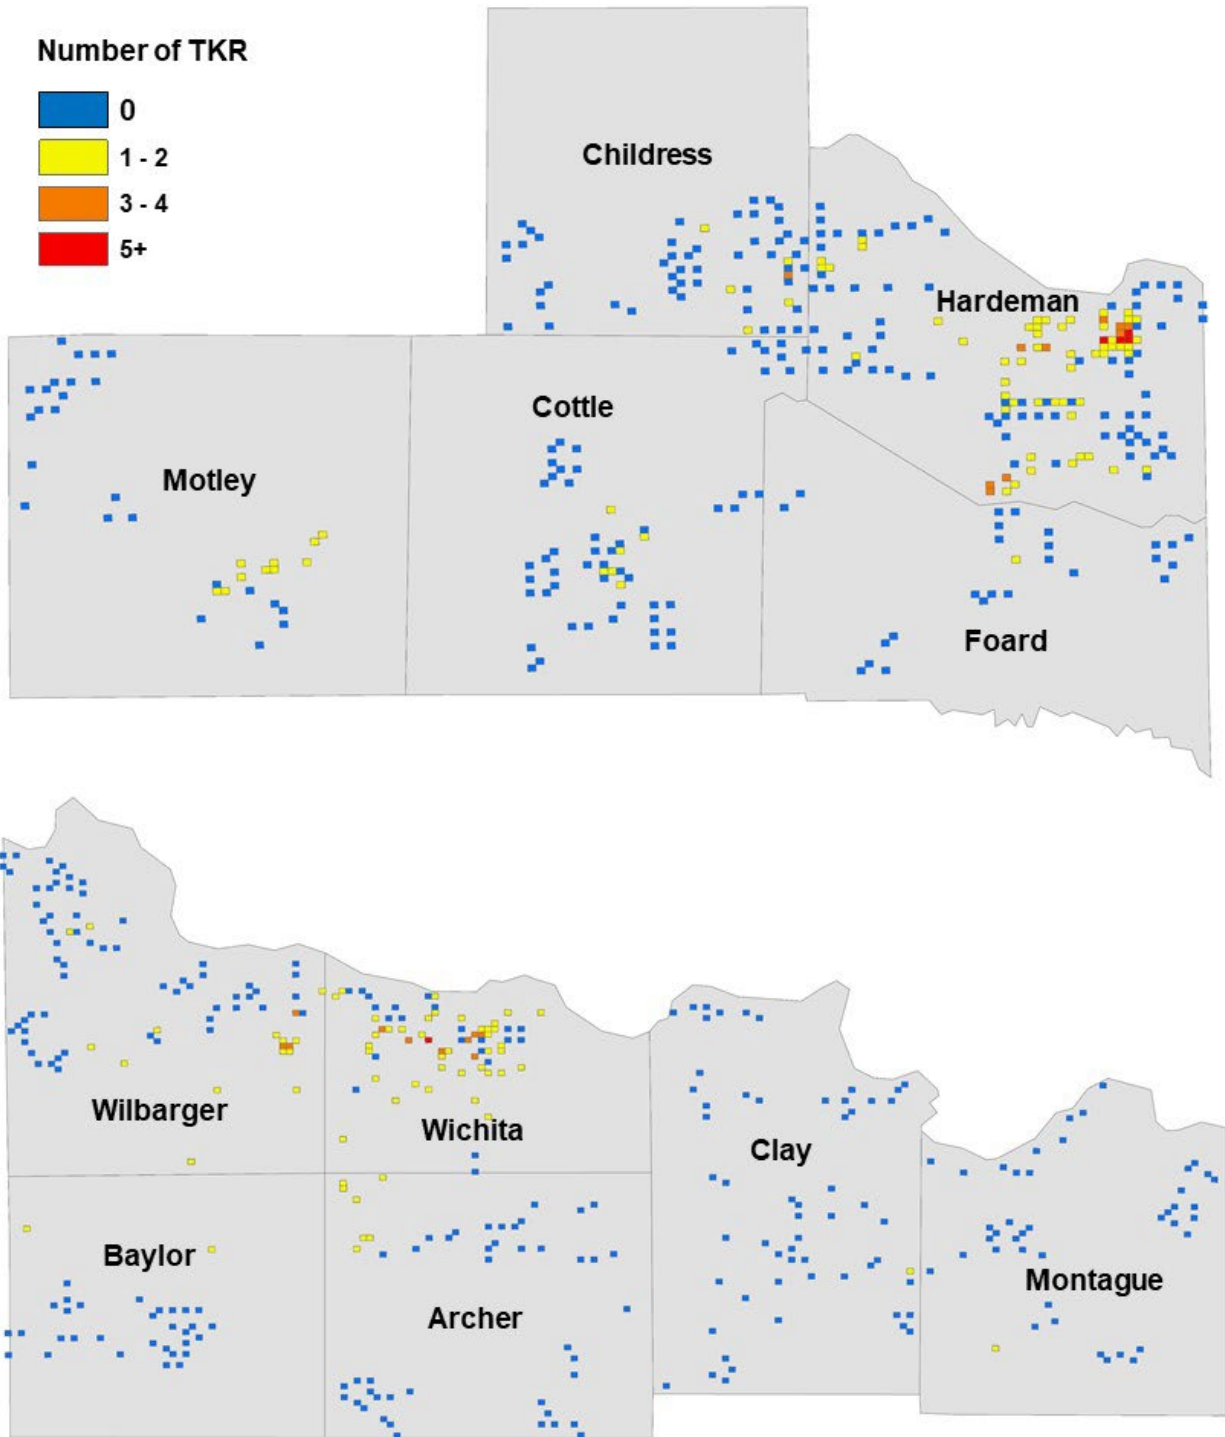 Number of TKR
0
1 - 2
3 - 4
5+
Childress
Hardeman
Cottle
Motley
Foard
Wilbarger
Wichita
Clay
Baylor
Archer
Montague